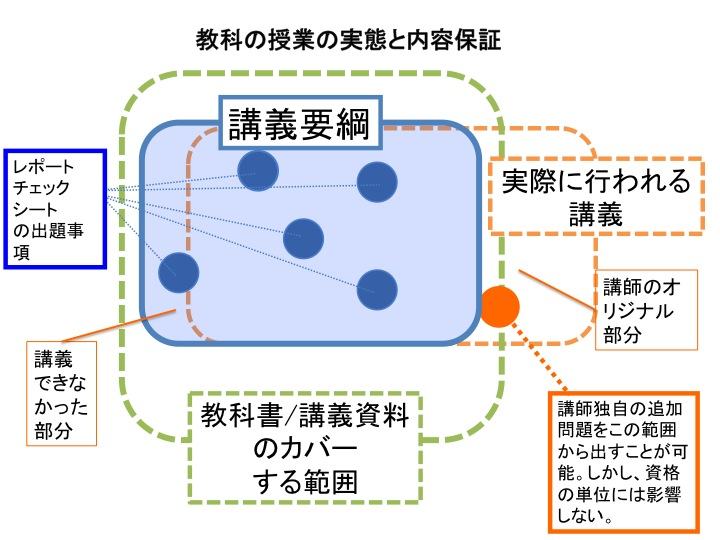 教科の授業の実態と内容保証
講義要綱
レポート
チェック
シート
の出題事
項
実際に行われる
講義
講師のオ
リジナル
部分
講義
できな
かった
部分
教科書/講義資料
のカバー
する範囲
講師独自の追加
問題をこの範囲
から出すことが可
能。しかし、資格
の単位には影響
しない。